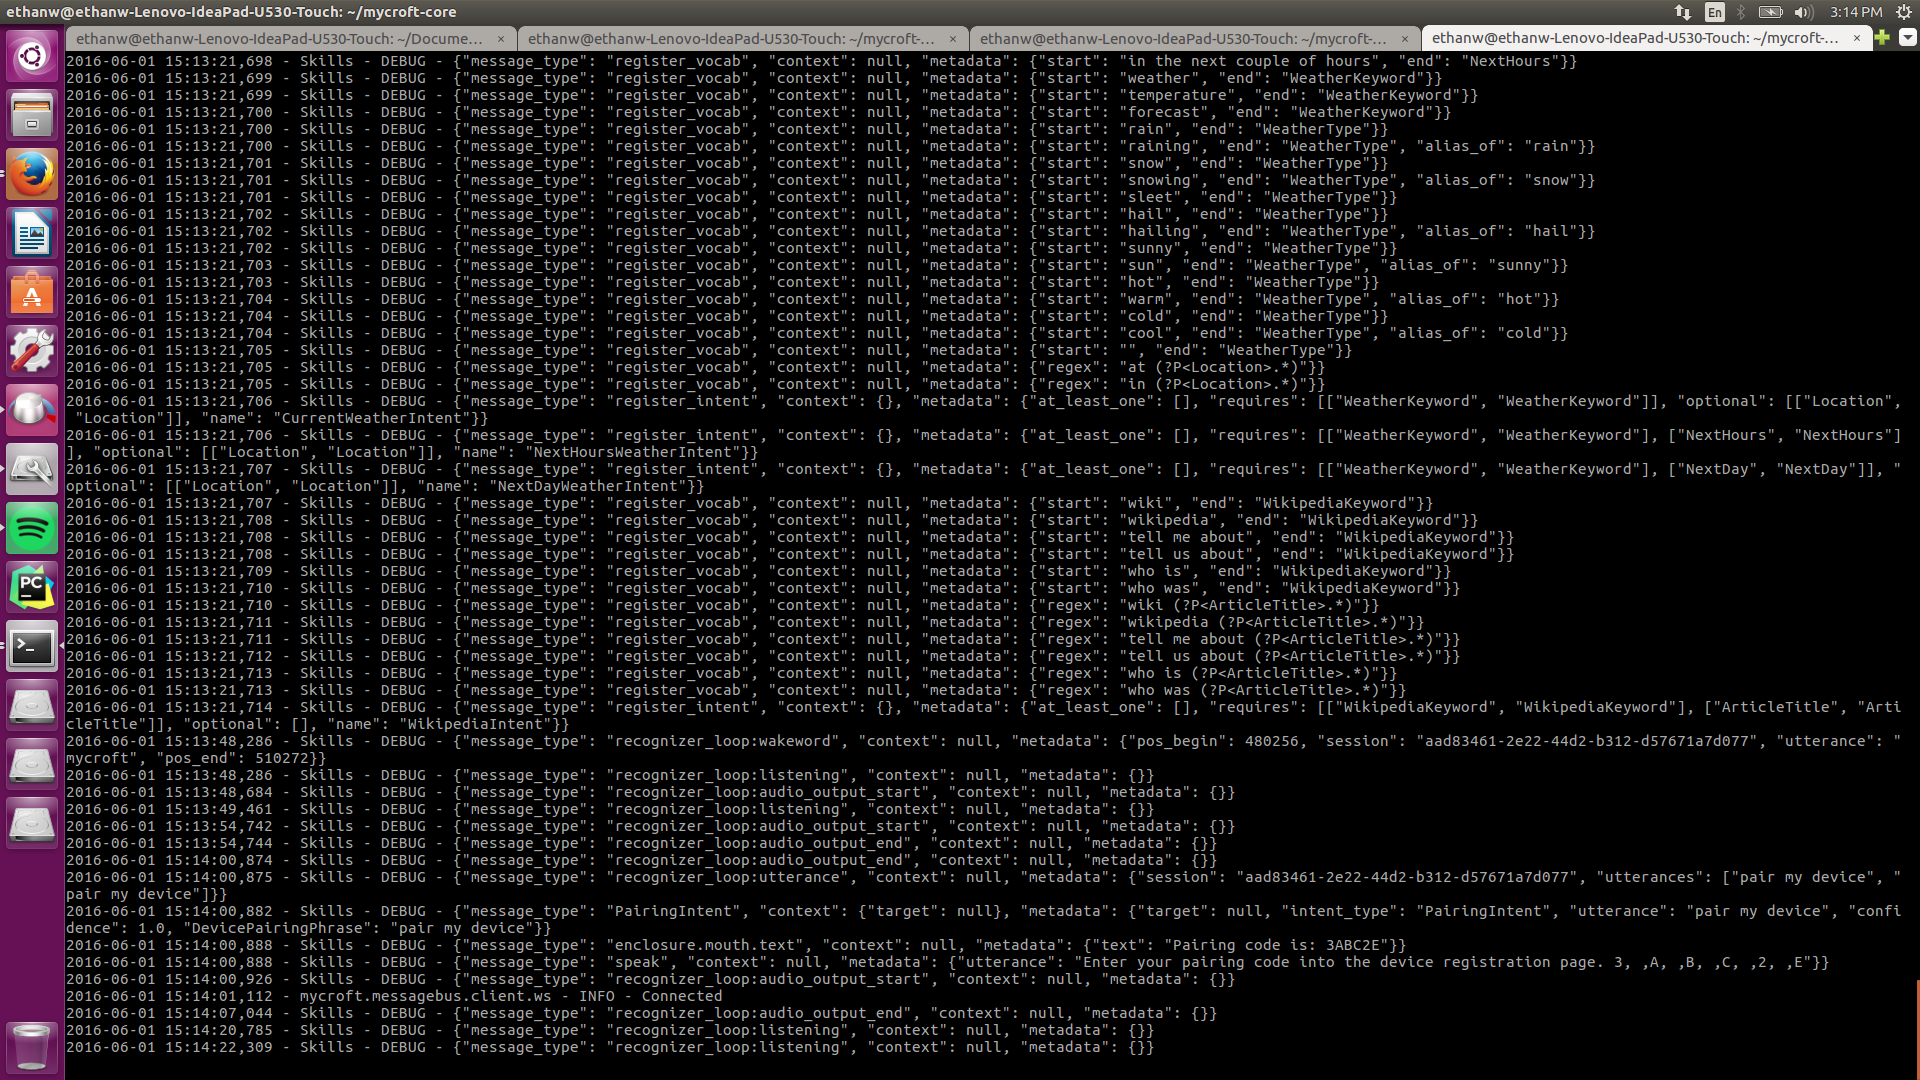 ethanw@ethanw-Lenovo-IdeaPad-U530-Touch: ~/mycroft-core
En
3:14 PM
ethanw@ethanw-Lenovo-IdeaPad-U530-Touch: ~/Docume...
ethanw@ethanw-Lenovo-IdeaPad-U530-Touch: ~/mycroft-...
ethanw@ethanw-Lenovo-IdeaPad-U530-Touch: ~/mycroft-...
ethanw@ethanw-Lenovo-IdeaPad-U530-Touch: ~/mycroft-...
2016-06-01 15:13:21,698 - Skills - DEBUG - {"message_type": "register_vocab", "context": null, "metadata": {"start": "in the next couple of hours", "end": "NextHours"}}
2016-06-01 15:13:21,699 - Skills - DEBUG - {"message_type": "register_vocab", "context": null, "metadata": {"start": "weather", "end": "WeatherKeyword"}}
2016-06-01 15:13:21,699 - Skills - DEBUG - {"message_type": "register_vocab", "context": null, "metadata": {"start": "temperature", "end": "WeatherKeyword"}}
2016-06-01 15:13:21,700 - Skills - DEBUG - {"message_type": "register_vocab", "context": null, "metadata": {"start": "forecast", "end": "WeatherKeyword"}}
2016-06-01 15:13:21,700 - Skills - DEBUG - {"message_type": "register_vocab", "context": null, "metadata": {"start": "rain", "end": "WeatherType"}}
2016-06-01 15:13:21,700 - Skills - DEBUG - {"message_type": "register_vocab", "context": null, "metadata": {"start": "raining", "end": "WeatherType", "alias_of": "rain"}}
2016-06-01 15:13:21,701 - Skills - DEBUG - {"message_type": "register_vocab", "context": null, "metadata": {"start": "snow", "end": "WeatherType"}}
2016-06-01 15:13:21,701 - Skills - DEBUG - {"message_type": "register_vocab", "context": null, "metadata": {"start": "snowing", "end": "WeatherType", "alias_of": "snow"}}
2016-06-01 15:13:21,701 - Skills - DEBUG - {"message_type": "register_vocab", "context": null, "metadata": {"start": "sleet", "end": "WeatherType"}}
2016-06-01 15:13:21,702 - Skills - DEBUG - {"message_type": "register_vocab", "context": null, "metadata": {"start": "hail", "end": "WeatherType"}}
2016-06-01 15:13:21,702 - Skills - DEBUG - {"message_type": "register_vocab", "context": null, "metadata": {"start": "hailing", "end": "WeatherType", "alias_of": "hail"}}
2016-06-01 15:13:21,702 - Skills - DEBUG - {"message_type": "register_vocab", "context": null, "metadata": {"start": "sunny", "end": "WeatherType"}}
2016-06-01 15:13:21,703 - Skills - DEBUG - {"message_type": "register_vocab", "context": null, "metadata": {"start": "sun", "end": "WeatherType", "alias_of": "sunny"}}
2016-06-01 15:13:21,703 - Skills - DEBUG - {"message_type": "register_vocab", "context": null, "metadata": {"start": "hot", "end": "WeatherType"}}
2016-06-01 15:13:21,704 - Skills - DEBUG - {"message_type": "register_vocab", "context": null, "metadata": {"start": "warm", "end": "WeatherType", "alias_of": "hot"}}
2016-06-01 15:13:21,704 - Skills - DEBUG - {"message_type": "register_vocab", "context": null, "metadata": {"start": "cold", "end": "WeatherType"}}
2016-06-01 15:13:21,704 - Skills - DEBUG - {"message_type": "register_vocab", "context": null, "metadata": {"start": "cool", "end": "WeatherType", "alias_of": "cold"}}
2016-06-01 15:13:21,705 - Skills - DEBUG - {"message_type": "register_vocab", "context": null, "metadata": {"start": "", "end": "WeatherType"}}
2016-06-01 15:13:21,705 - Skills - DEBUG - {"message_type": "register_vocab", "context": null, "metadata": {"regex": "at (?P<Location>.*)"}}
2016-06-01 15:13:21,705 - Skills - DEBUG - {"message_type": "register_vocab", "context": null, "metadata": {"regex": "in (?P<Location>.*)"}}
2016-06-01 15:13:21,706 - Skills - DEBUG - {"message_type": "register_intent", "context": {}, "metadata": {"at_least_one": [], "requires": [["WeatherKeyword", "WeatherKeyword"]], "optional": [["Location",
"Location"]], "name": "CurrentWeatherIntent"}}
2016-06-01 15:13:21,706 - Skills - DEBUG - {"message_type": "register_intent", "context": {}, "metadata": {"at_least_one": [], "requires": [["WeatherKeyword", "WeatherKeyword"], ["NextHours", "NextHours"]
], "optional": [["Location", "Location"]], "name": "NextHoursWeatherIntent"}}
2016-06-01 15:13:21,707 - Skills - DEBUG - {"message_type": "register_intent", "context": {}, "metadata": {"at_least_one": [], "requires": [["WeatherKeyword", "WeatherKeyword"], ["NextDay", "NextDay"]], "
optional": [["Location", "Location"]], "name": "NextDayWeatherIntent"}}
2016-06-01 15:13:21,707 - Skills - DEBUG - {"message_type": "register_vocab", "context": null, "metadata": {"start": "wiki", "end": "WikipediaKeyword"}}
2016-06-01 15:13:21,708 - Skills - DEBUG - {"message_type": "register_vocab", "context": null, "metadata": {"start": "wikipedia", "end": "WikipediaKeyword"}}
2016-06-01 15:13:21,708 - Skills - DEBUG - {"message_type": "register_vocab", "context": null, "metadata": {"start": "tell me about", "end": "WikipediaKeyword"}}
2016-06-01 15:13:21,708 - Skills - DEBUG - {"message_type": "register_vocab", "context": null, "metadata": {"start": "tell us about", "end": "WikipediaKeyword"}}
2016-06-01 15:13:21,709 - Skills - DEBUG - {"message_type": "register_vocab", "context": null, "metadata": {"start": "who is", "end": "WikipediaKeyword"}}
2016-06-01 15:13:21,710 - Skills - DEBUG - {"message_type": "register_vocab", "context": null, "metadata": {"start": "who was", "end": "WikipediaKeyword"}}
2016-06-01 15:13:21,710 - Skills - DEBUG - {"message_type": "register_vocab", "context": null, "metadata": {"regex": "wiki (?P<ArticleTitle>.*)"}}
2016-06-01 15:13:21,711 - Skills - DEBUG - {"message_type": "register_vocab", "context": null, "metadata": {"regex": "wikipedia (?P<ArticleTitle>.*)"}}
2016-06-01 15:13:21,711 - Skills - DEBUG - {"message_type": "register_vocab", "context": null, "metadata": {"regex": "tell me about (?P<ArticleTitle>.*)"}}
2016-06-01 15:13:21,712 - Skills - DEBUG - {"message_type": "register_vocab", "context": null, "metadata": {"regex": "tell us about (?P<ArticleTitle>.*)"}}
2016-06-01 15:13:21,713 - Skills - DEBUG - {"message_type": "register_vocab", "context": null, "metadata": {"regex": "who is (?P<ArticleTitle>.*)"}}
2016-06-01 15:13:21,713 - Skills - DEBUG - {"message_type": "register_vocab", "context": null, "metadata": {"regex": "who was (?P<ArticleTitle>.*)"}}
2016-06-01 15:13:21,714 - Skills - DEBUG - {"message_type": "register_intent", "context": {}, "metadata": {"at_least_one": [], "requires": [["WikipediaKeyword", "WikipediaKeyword"], ["ArticleTitle", "Arti
cleTitle"]], "optional": [], "name": "WikipediaIntent"}}
2016-06-01 15:13:48,286 - Skills - DEBUG - {"message_type": "recognizer_loop:wakeword", "context": null, "metadata": {"pos_begin": 480256, "session": "aad83461-2e22-44d2-b312-d57671a7d077", "utterance": "
mycroft", "pos_end": 510272}}
2016-06-01 15:13:48,286 - Skills - DEBUG - {"message_type": "recognizer_loop:listening", "context": null, "metadata": {}}
2016-06-01 15:13:48,684 - Skills - DEBUG - {"message_type": "recognizer_loop:audio_output_start", "context": null, "metadata": {}}
2016-06-01 15:13:49,461 - Skills - DEBUG - {"message_type": "recognizer_loop:listening", "context": null, "metadata": {}}
2016-06-01 15:13:54,742 - Skills - DEBUG - {"message_type": "recognizer_loop:audio_output_start", "context": null, "metadata": {}}
2016-06-01 15:13:54,744 - Skills - DEBUG - {"message_type": "recognizer_loop:audio_output_end", "context": null, "metadata": {}}
2016-06-01 15:14:00,874 - Skills - DEBUG - {"message_type": "recognizer_loop:audio_output_end", "context": null, "metadata": {}}
2016-06-01 15:14:00,875 - Skills - DEBUG - {"message_type": "recognizer_loop:utterance", "context": null, "metadata": {"session": "aad83461-2e22-44d2-b312-d57671a7d077", "utterances": ["pair my device", "
pair my device"]}}
2016-06-01 15:14:00,882 - Skills - DEBUG - {"message_type": "PairingIntent", "context": {"target": null}, "metadata": {"target": null, "intent_type": "PairingIntent", "utterance": "pair my device", "confi
dence": 1.0, "DevicePairingPhrase": "pair my device"}}
2016-06-01 15:14:00,888 - Skills - DEBUG - {"message_type": "enclosure.mouth.text", "context": null, "metadata": {"text": "Pairing code is: 3ABC2E"}}
2016-06-01 15:14:00,888 - Skills - DEBUG - {"message_type": "speak", "context": null, "metadata": {"utterance": "Enter your pairing code into the device registration page. 3, ,A, ,B, ,C, ,2, ,E"}}
2016-06-01 15:14:00,926 - Skills - DEBUG - {"message_type": "recognizer_loop:audio_output_start", "context": null, "metadata": {}}
2016-06-01 15:14:01,112 - mycroft.messagebus.client.ws - INFO - Connected
2016-06-01 15:14:07,044 - Skills - DEBUG - {"message_type": "recognizer_loop:audio_output_end", "context": null, "metadata": {}}
2016-06-01 15:14:20,785 - Skills - DEBUG - {"message_type": "recognizer_loop:listening", "context": null, "metadata": {}}
2016-06-01 15:14:22,309 - Skills - DEBUG - {"message_type": "recognizer_loop:listening", "context": null, "metadata": {}}
PC